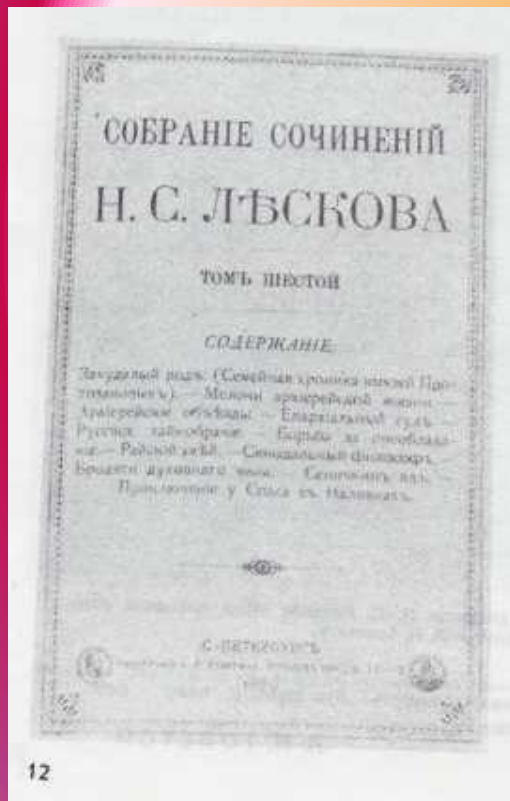 СОБРАНІЕ СОЧИНЕНІЙ
Н. С. ЛѢСКОВА
ТОМЪ ШЕСТОЙ
СОДЕРЖАНІЕ:
Захудалый родъ. (Семейная хроника князей Про-
тозановыхъ). — Мелочи архіерейской жизни. —
Архіерейскіе объѣзды. — Епархіальный судъ. —
Русское тайнобрачіе. — Борьба за преобладa-
ніе. — Райскій змѣй. — Синодальный философъ. —
Бродяги духовнаго чина. — Сеничкинъ ядъ. —
Приключеніе у Спаса въ Наливкахъ.
С.-ПЕТЕРБУРГЪ
12